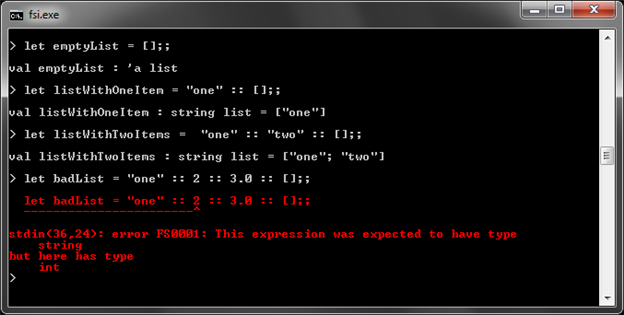 fsi.exe
> let emptyList = [];;
val emptyList : 'a list
> let listWithOneItem = "one" :: [];;
val listWithOneItem : string list = ["one"]
> let listWithTwoItems =  "one" :: "two" :: [];;
val listWithTwoItems : string list = ["one"; "two"]
> let badList = "one" :: 2 :: 3.0 :: [];;
let badList = "one" :: 2 :: 3.0 :: [];;
-----------------------^
stdin(36,24): error FS0001: This expression was expected to have type
string
but here has type
int
>